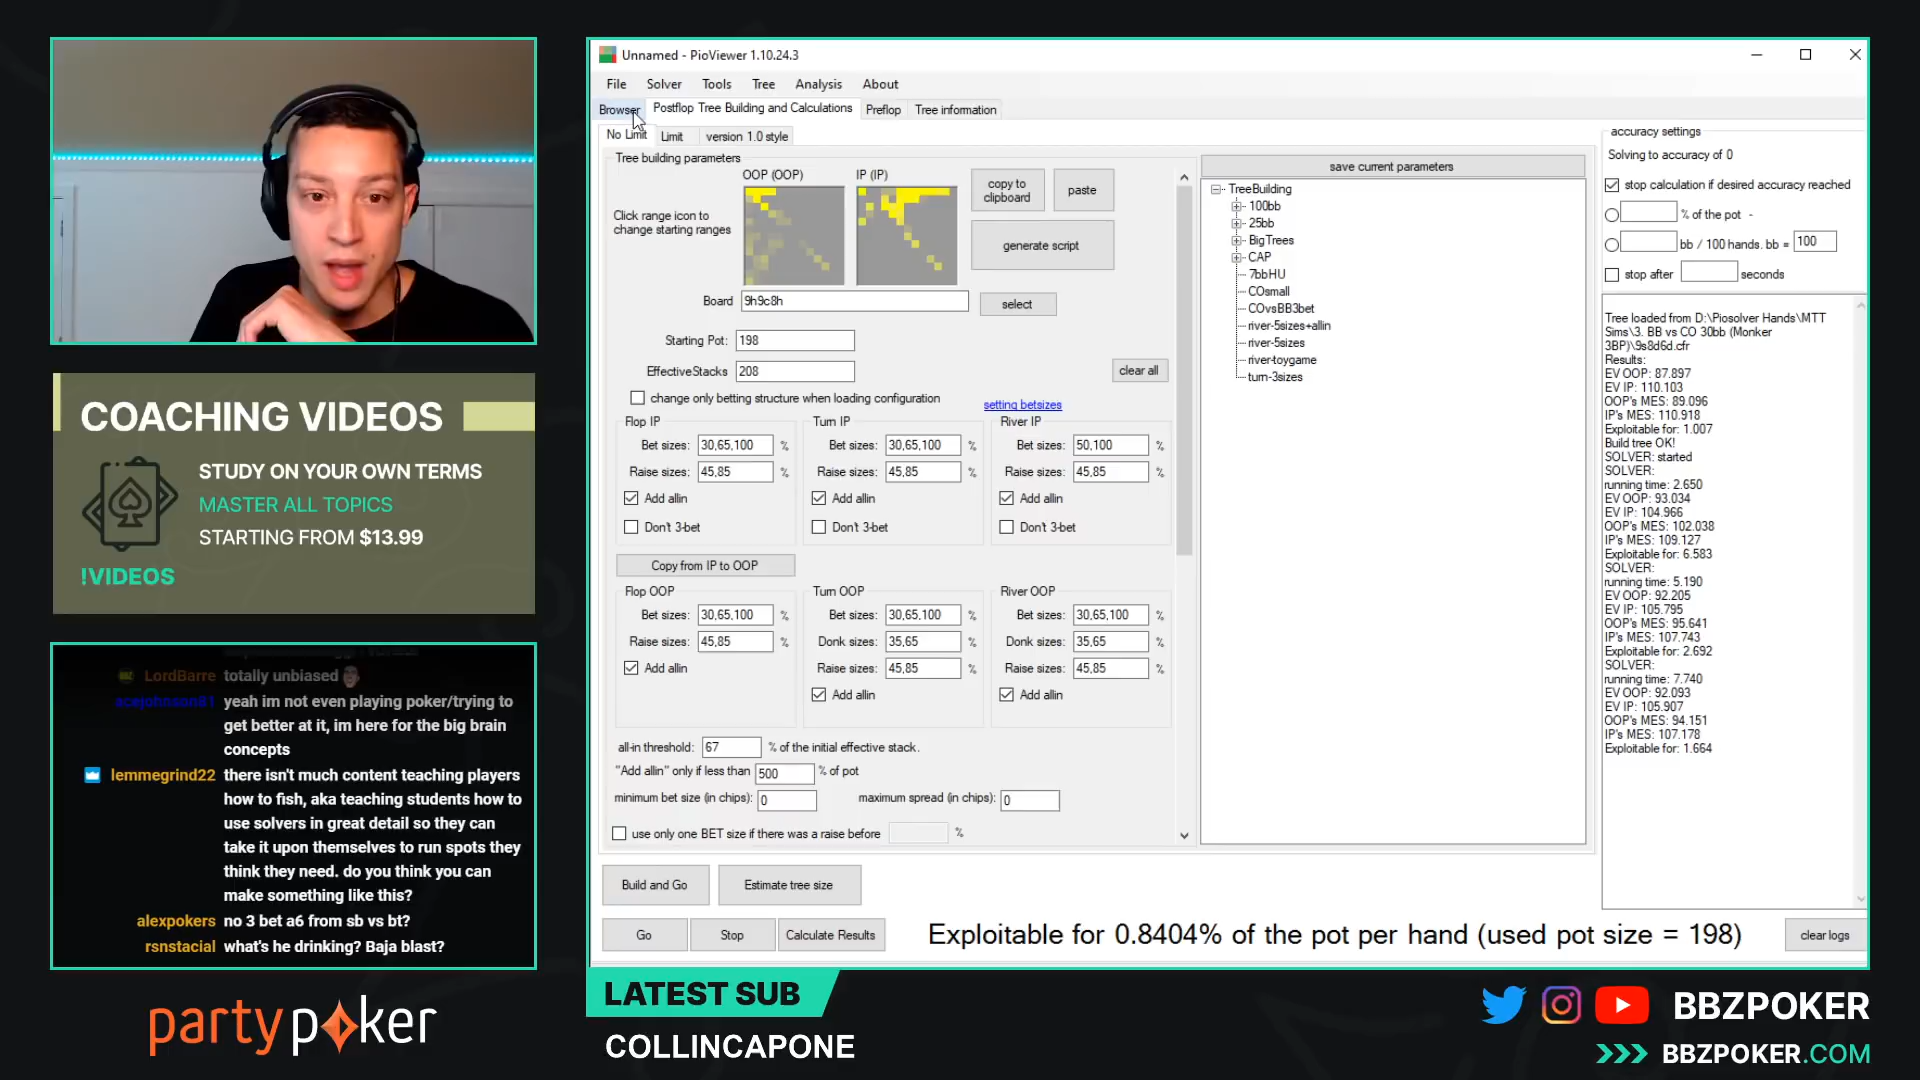 COACHING VIDEOS
STUDY ON YOUR OWN TERMS
MASTER ALL TOPICS
STARTING FROM $13.99
!VIDEOS
LordBarre totally unbiased
acejohnson81 yeah im not even playing poker/trying to
get better at it, im here for the big brain
concepts
lemmegrind22 there isn't much content teaching players
how to fish, aka teaching students how to
use solvers in great detail so they can
take it upon themselves to run spots they
think they need. do you think you can
make something like this?
alexpokers no 3 bet a6 from sb vs bt?
rsnstacial what's he drinking? Baja blast?
partypoker
Unnamed - PioViewer 1.10.24.3
File Solver Tools Tree Analysis About
Browser Postflop Tree Building and Calculations Preflop Tree information
No Limit Limit version 1.0 style
Tree building parameters
OOP (OOP) IP (IP)
Click range icon to
change starting ranges
copy to
clipboard
paste
generate script
Board 9h9c8h select
Starting Pot: 198
EffectiveStacks 208 clear all
change only betting structure when loading configuration
setting betsizes
Flop IP Turn IP River IP
Bet sizes: 30,65,100 % Bet sizes: 30,65,100 % Bet sizes: 50,100 %
Raise sizes: 45,85 % Raise sizes: 45,85 % Raise sizes: 45,85 %
Add allin Add allin Add allin
Don't 3-bet Don't 3-bet Don't 3-bet
Copy from IP to OOP
Flop OOP Turn OOP River OOP
Bet sizes: 30,65,100 % Bet sizes: 30,65,100 % Bet sizes: 30,65,100 %
Raise sizes: 45,85 % Donk sizes: 35,65 % Donk sizes: 35,65 %
Add allin Raise sizes: 45,85 % Raise sizes: 45,85 %
Add allin Add allin
all-in threshold: 67 % of the initial effective stack.
"Add allin" only if less than 500 % of pot
minimum bet size (in chips): 0 maximum spread (in chips): 0
use only one BET size if there was a raise before %
save current parameters
TreeBuilding
100bb
25bb
BigTrees
CAP
7bbHU
COsmall
COvsBB3bet
river-5sizes+allin
river-5sizes
river-toygame
turn-3sizes
accuracy settings
Solving to accuracy of 0
stop calculation if desired accuracy reached
% of the pot -
bb / 100 hands. bb = 100
stop after seconds
Tree loaded from D:\Piosolver Hands\MTT
Sims\3. BB vs CO 30bb (Monker
3BP)\9s8d6d.cfr
Results:
EV OOP: 87.897
EV IP: 110.103
OOP's MES: 89.096
IP's MES: 110.918
Exploitable for: 1.007
Build tree OK!
SOLVER: started
SOLVER:
running time: 2.650
EV OOP: 93.034
EV IP: 104.966
OOP's MES: 102.038
IP's MES: 109.127
Exploitable for: 6.583
SOLVER:
running time: 5.190
EV OOP: 92.205
EV IP: 105.795
OOP's MES: 95.641
IP's MES: 107.743
Exploitable for: 2.692
SOLVER:
running time: 7.740
EV OOP: 92.093
EV IP: 105.907
OOP's MES: 94.151
IP's MES: 107.178
Exploitable for: 1.664
Build and Go Estimate tree size
Go Stop Calculate Results
Exploitable for 0.8404% of the pot per hand (used pot size = 198)
clear logs
LATEST SUB
COLLINCAPONE
BBZPOKER
>>> BBZPOKER.COM